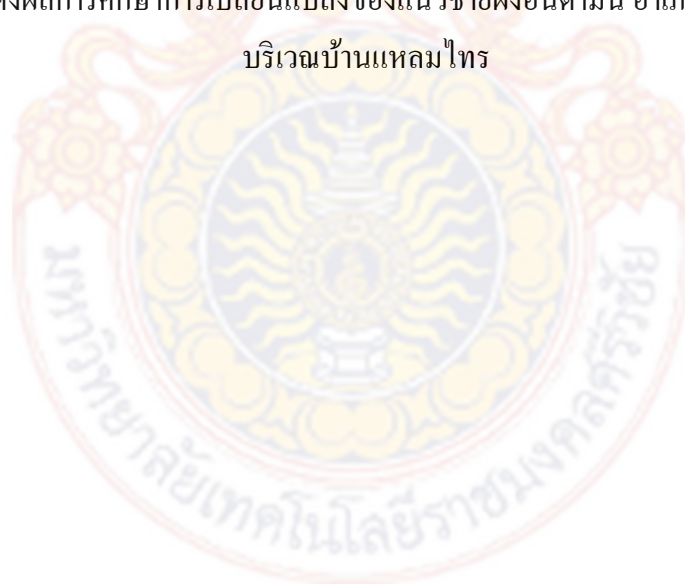 ผลการศึกษาการเปลี่ยนแปลงของแนวชายฝั่งอันดามัน
บริเวณบ้านแหลมไทร
มหาวิทยาลัยเทคโนโลยีราชมงคลศรีวิชัย